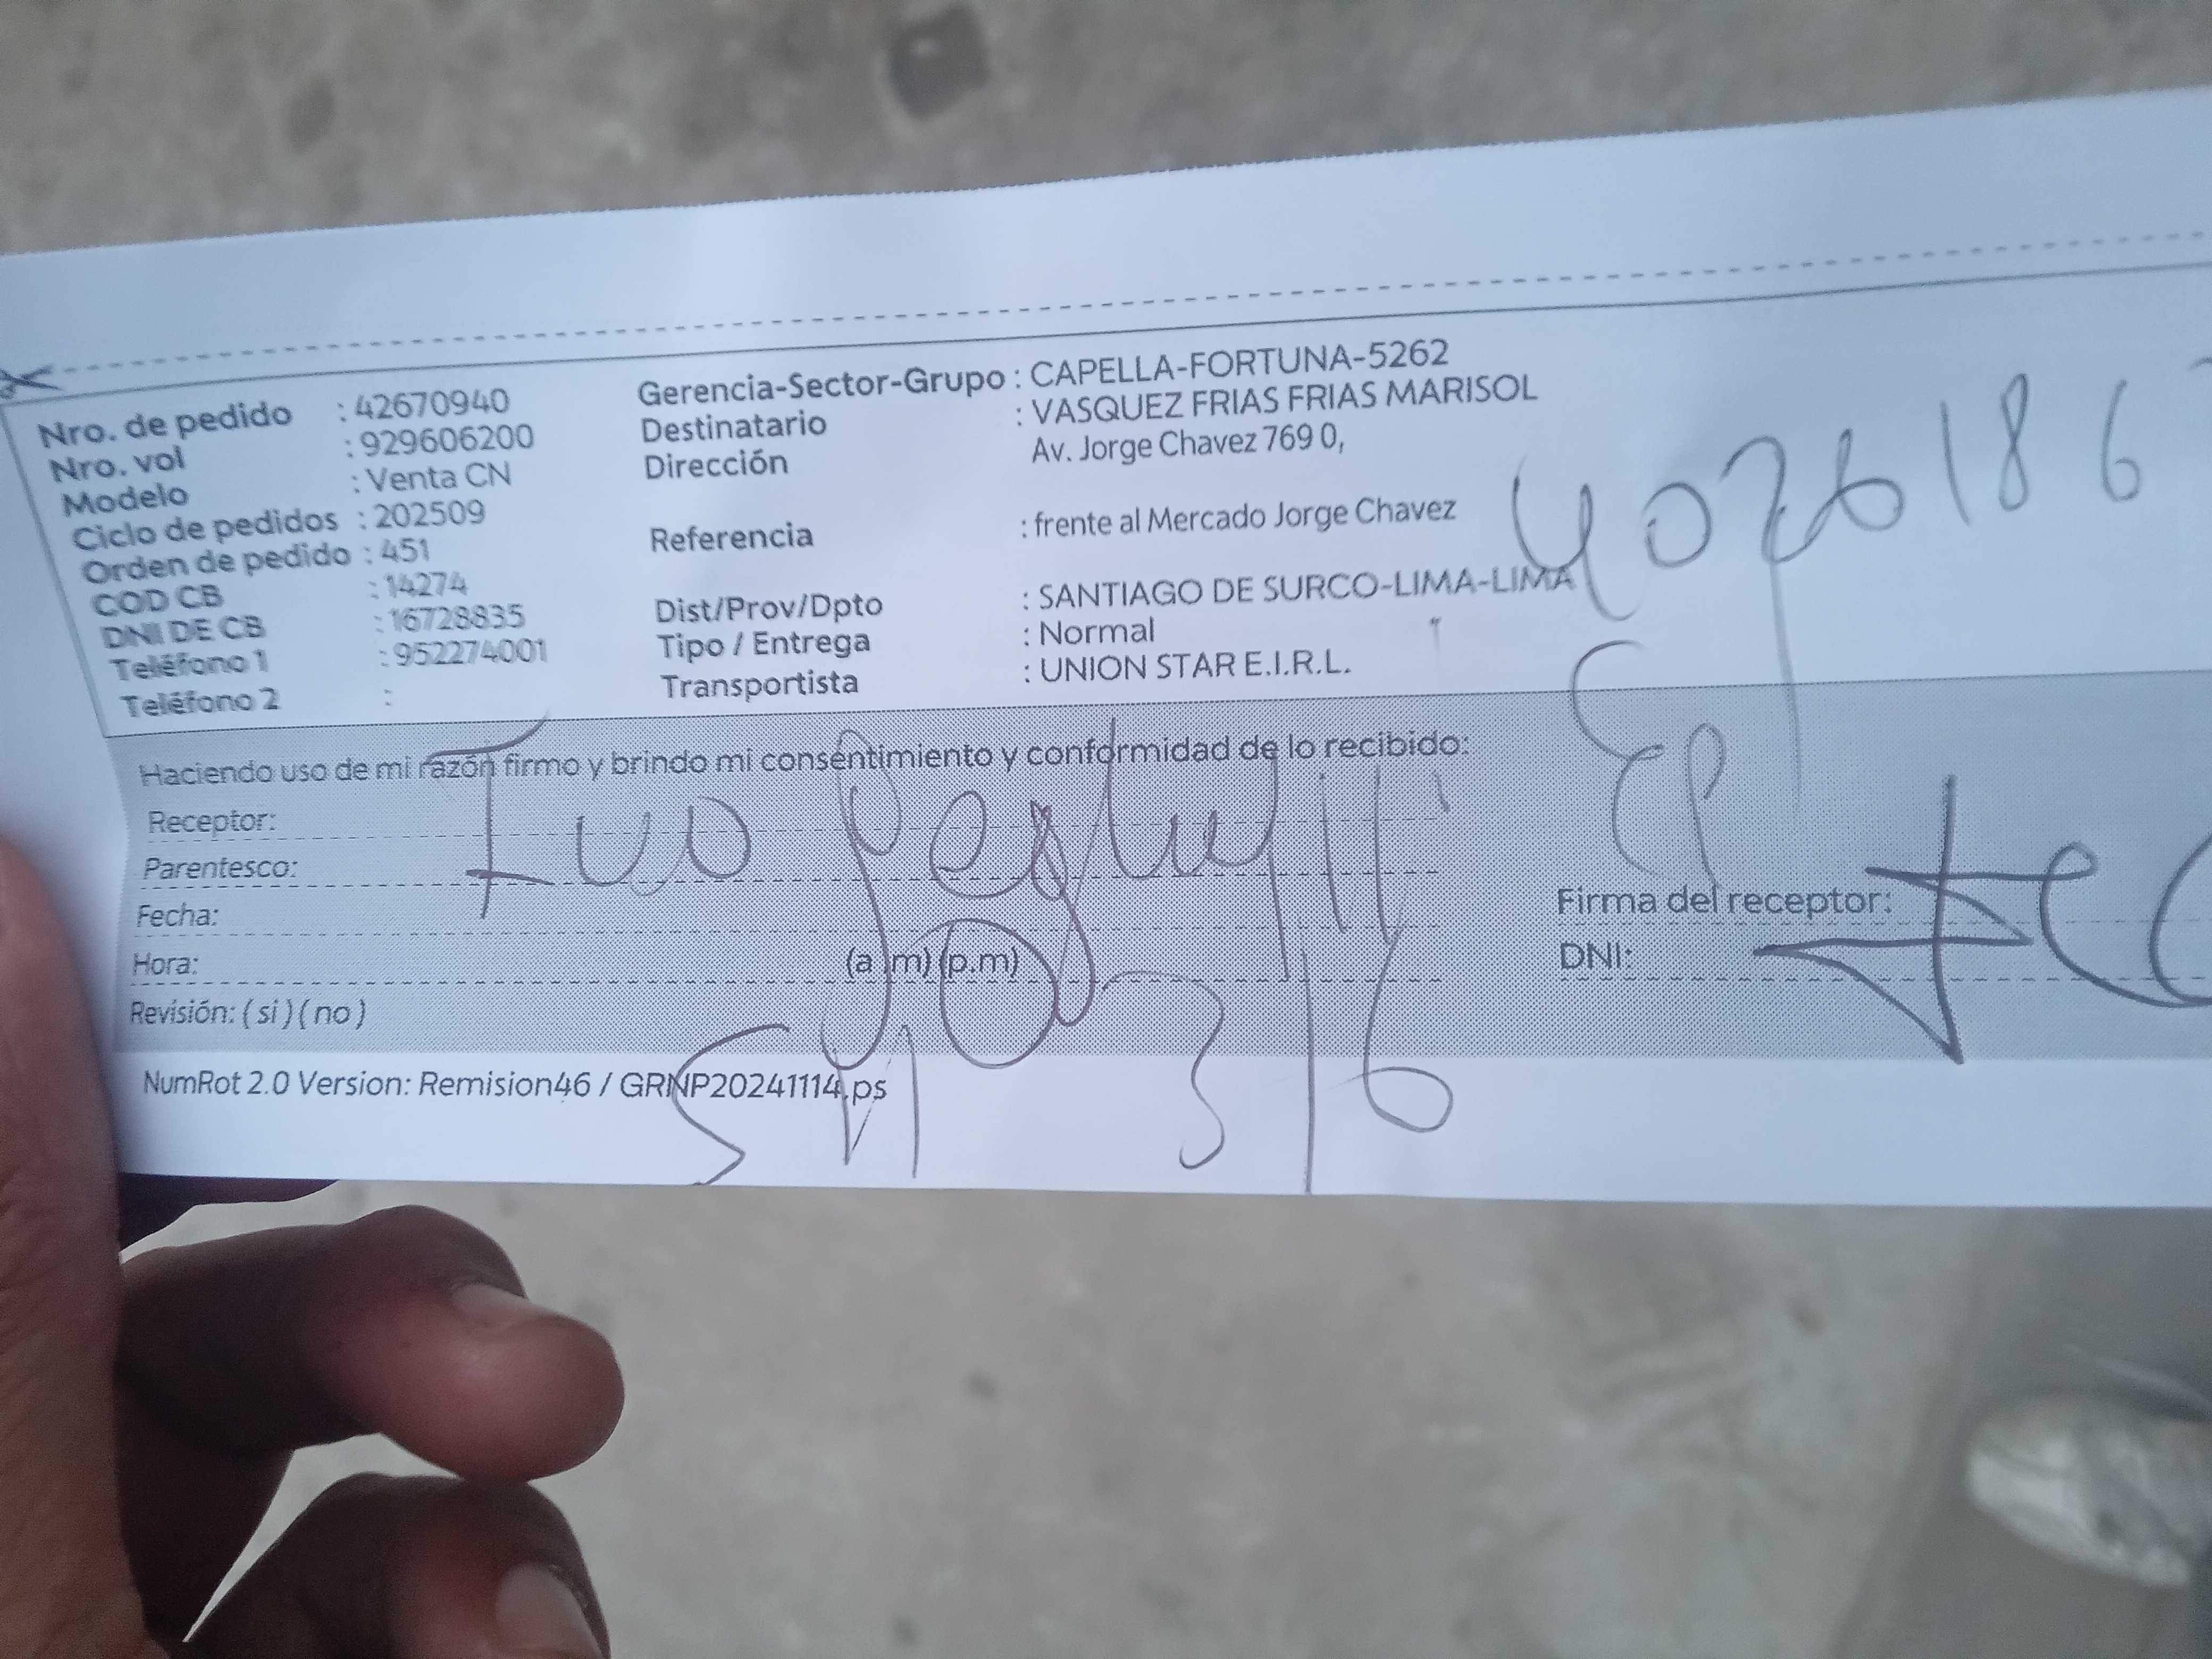 Nro. de pedido : 42670940
Nro. vol : 929606200
Modelo : Venta CN
Ciclo de pedidos : 202509
Orden de pedido : 451
COD CB : 14274
DNI DE CB : 16728835
Teléfono 1 : 952274001
Teléfono 2 :
Gerencia-Sector-Grupo : CAPELLA-FORTUNA-5262
Destinatario : VASQUEZ FRIAS FRIAS MARISOL
Dirección Av. Jorge Chavez 769 0,
Referencia : frente al Mercado Jorge Chavez
Dist/Prov/Dpto : SANTIAGO DE SURCO-LIMA-LIMA
Tipo / Entrega : Normal
Transportista : UNION STAR E.I.R.L.
Haciendo uso de mi razón firmo y brindo mi consentimiento y conformidad de lo recibido:
Receptor:
Parentesco:
Fecha:
Hora: (a.m) (p.m)
Revisión: ( si ) ( no )
Firma del receptor:
DNI:
NumRot 2.0 Version: Remision46 / GRNP20241114.ps